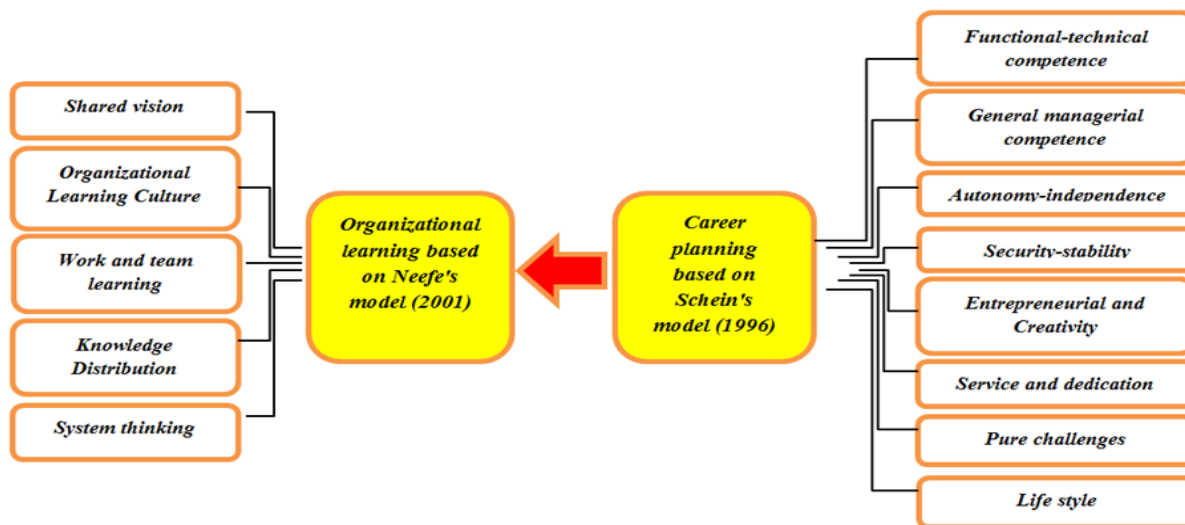 Shared vision
Organizational
Learning Culture
Work and team
learning
Knowledge
Distribution
System thinking
Organizational
learning based
on Neefe's
model (2001)
Career
planning
based on
Schein's
model (1996)
Functional-technical
competence
General managerial
competence
Autonomy-independence
Security-stability
Entrepreneurial and
Creativity
Service and dedication
Pure challenges
Life style